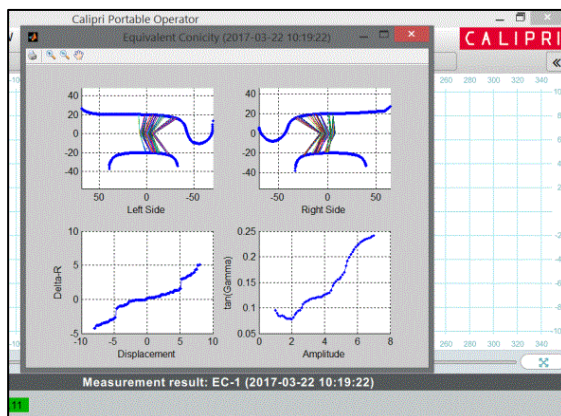 Calipri Portable Operator
Equivalent Conicity (2017-03-22 10:19:22)
CALIPRI
260 280 300 320 340
40
20
0
-20
-40
50 0 -50
Left Side
40
20
0
-20
-40
50 0 -50
Right Side
10
5
0
-5
-10 -5 0 5 10
Delta-R
Displacement
0.25
0.2
0.15
0.1
0.05
0 2 4 6 8
tan(Gamma)
Amplitude
Measurement result: EC-1 (2017-03-22 10:19:22)
11